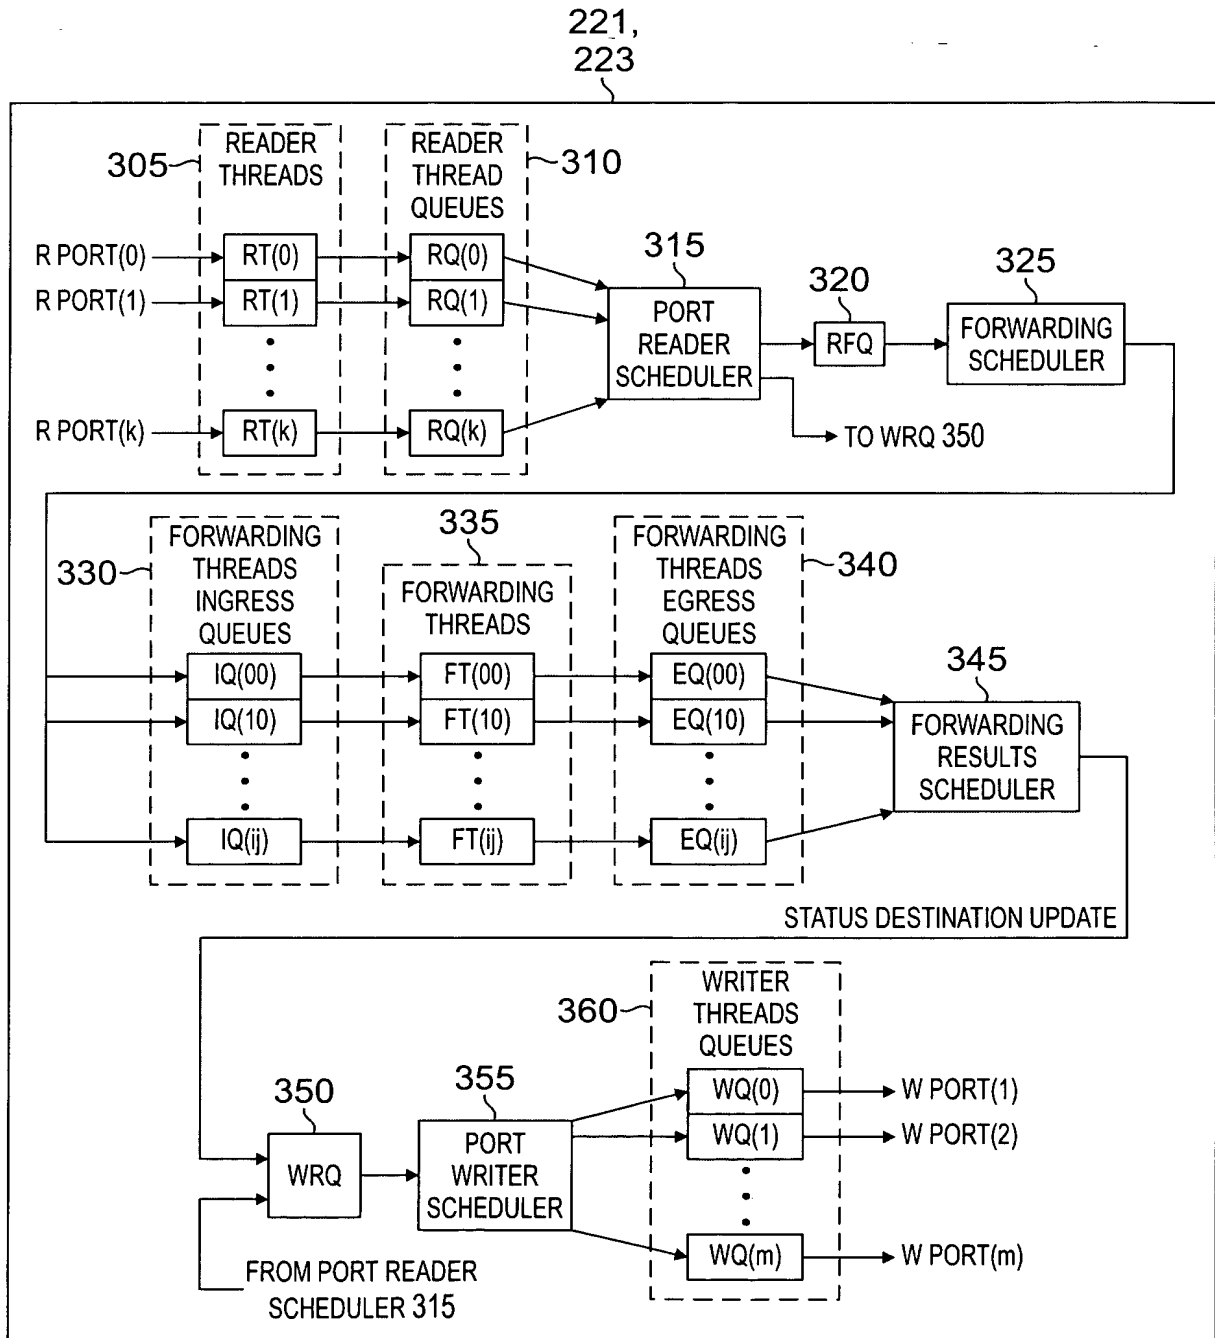 221,
223
305
READER
THREADS
READER
THREAD
QUEUES
310
R PORT(0)
RT(0)
RQ(0)
R PORT(1)
RT(1)
RQ(1)
R PORT(k)
RT(k)
RQ(k)
315
PORT
READER
SCHEDULER
320
RFQ
325
FORWARDING
SCHEDULER
TO WRQ 350
330
FORWARDING
THREADS
INGRESS
QUEUES
335
FORWARDING
THREADS
FORWARDING
THREADS
EGRESS
QUEUES
340
IQ(00)
FT(00)
EQ(00)
IQ(10)
FT(10)
EQ(10)
IQ(ij)
FT(ij)
EQ(ij)
345
FORWARDING
RESULTS
SCHEDULER
STATUS DESTINATION UPDATE
350
WRQ
355
PORT
WRITER
SCHEDULER
360
WRITER
THREADS
QUEUES
WQ(0)
W PORT(1)
WQ(1)
W PORT(2)
WQ(m)
W PORT(m)
FROM PORT READER
SCHEDULER 315